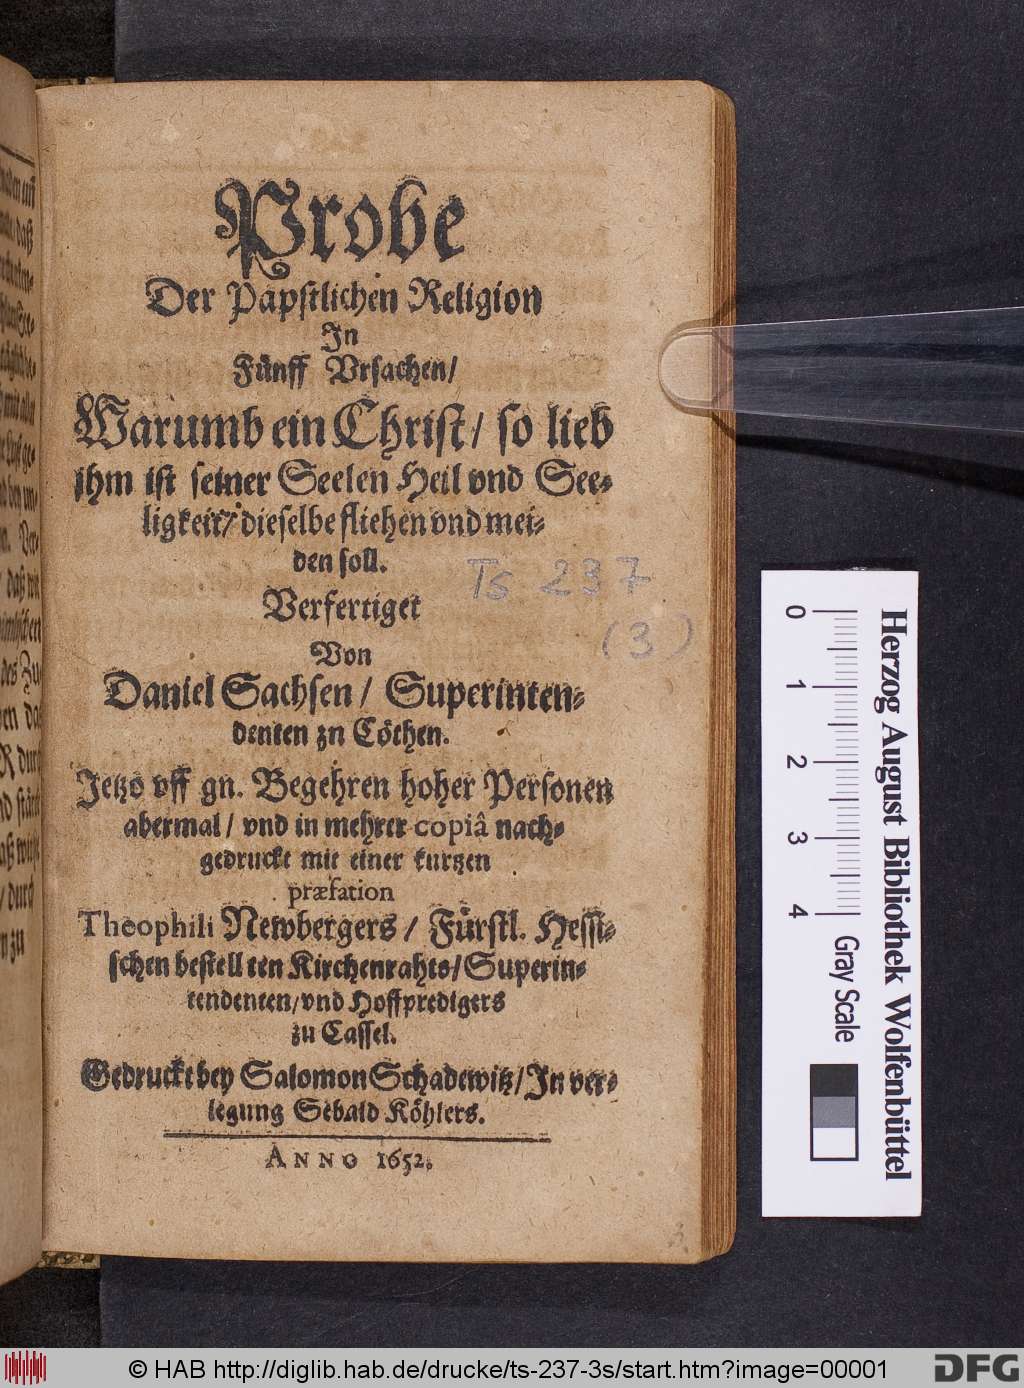 Probe
Der Päpstlichen Religion
In
Fünff Vrsachen/
Warumb ein Christ/ so lieb
ihm ist seiner Seelen Heil vnd See-
ligkeit/ dieselbe fliehen vnd mei-
den soll.
Verfertiget
Von
Daniel Sachsen/ Superinten-
denten zu Cöthen.
Jetzo vff gn. Begehren hoher Personen
abermal/ vnd in mehrer copiâ nach-
gedruckt mit einer kurtzen
præfation
Theophili Newbergers/ Fürstl. Hessi-
schen bestellten Kirchenrahts/ Superin-
tendenten/ vnd Hoffpredigers
zu Cassel.
Gedruckt bey Salomon Schadewitz/ In ver-
legung Sebald Köhlers.
ANNO 1652.
Ts 237
(3)
3.
Herzog August Bibliothek Wolfenbüttel
0 1 2 3 4
Gray Scale
© HAB http://diglib.hab.de/drucke/ts-237-3s/start.htm?image=00001
DFG